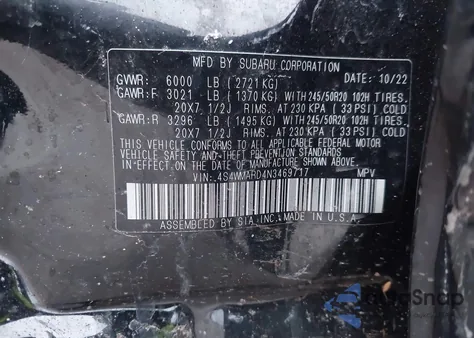 MFD BY SUBARU CORPORATION
DATE: 10/22
GVWR: 6000 LB (2721 KG)
GAWR:F 3021 LB (1370 KG) WITH 245/50R20 102H TIRES,
20X7 1/2J RIMS, AT 230 KPA (33 PSI) COLD
GAWR:R 3296 LB (1495 KG) WITH 245/50R20 102H TIRES,
20X7 1/2J RIMS, AT 230 KPA (33 PSI) COLD
THIS VEHICLE CONFORMS TO ALL APPLICABLE FEDERAL MOTOR
VEHICLE SAFETY, BUMPER, AND THEFT PREVENTION STANDARDS
IN EFFECT ON THE DATE OF MANUFACTURE SHOWN ABOVE.
VIN: 4S4WMARD4N3469717 MPV
ASSEMBLED BY SIA INC. MADE IN U.S.A.